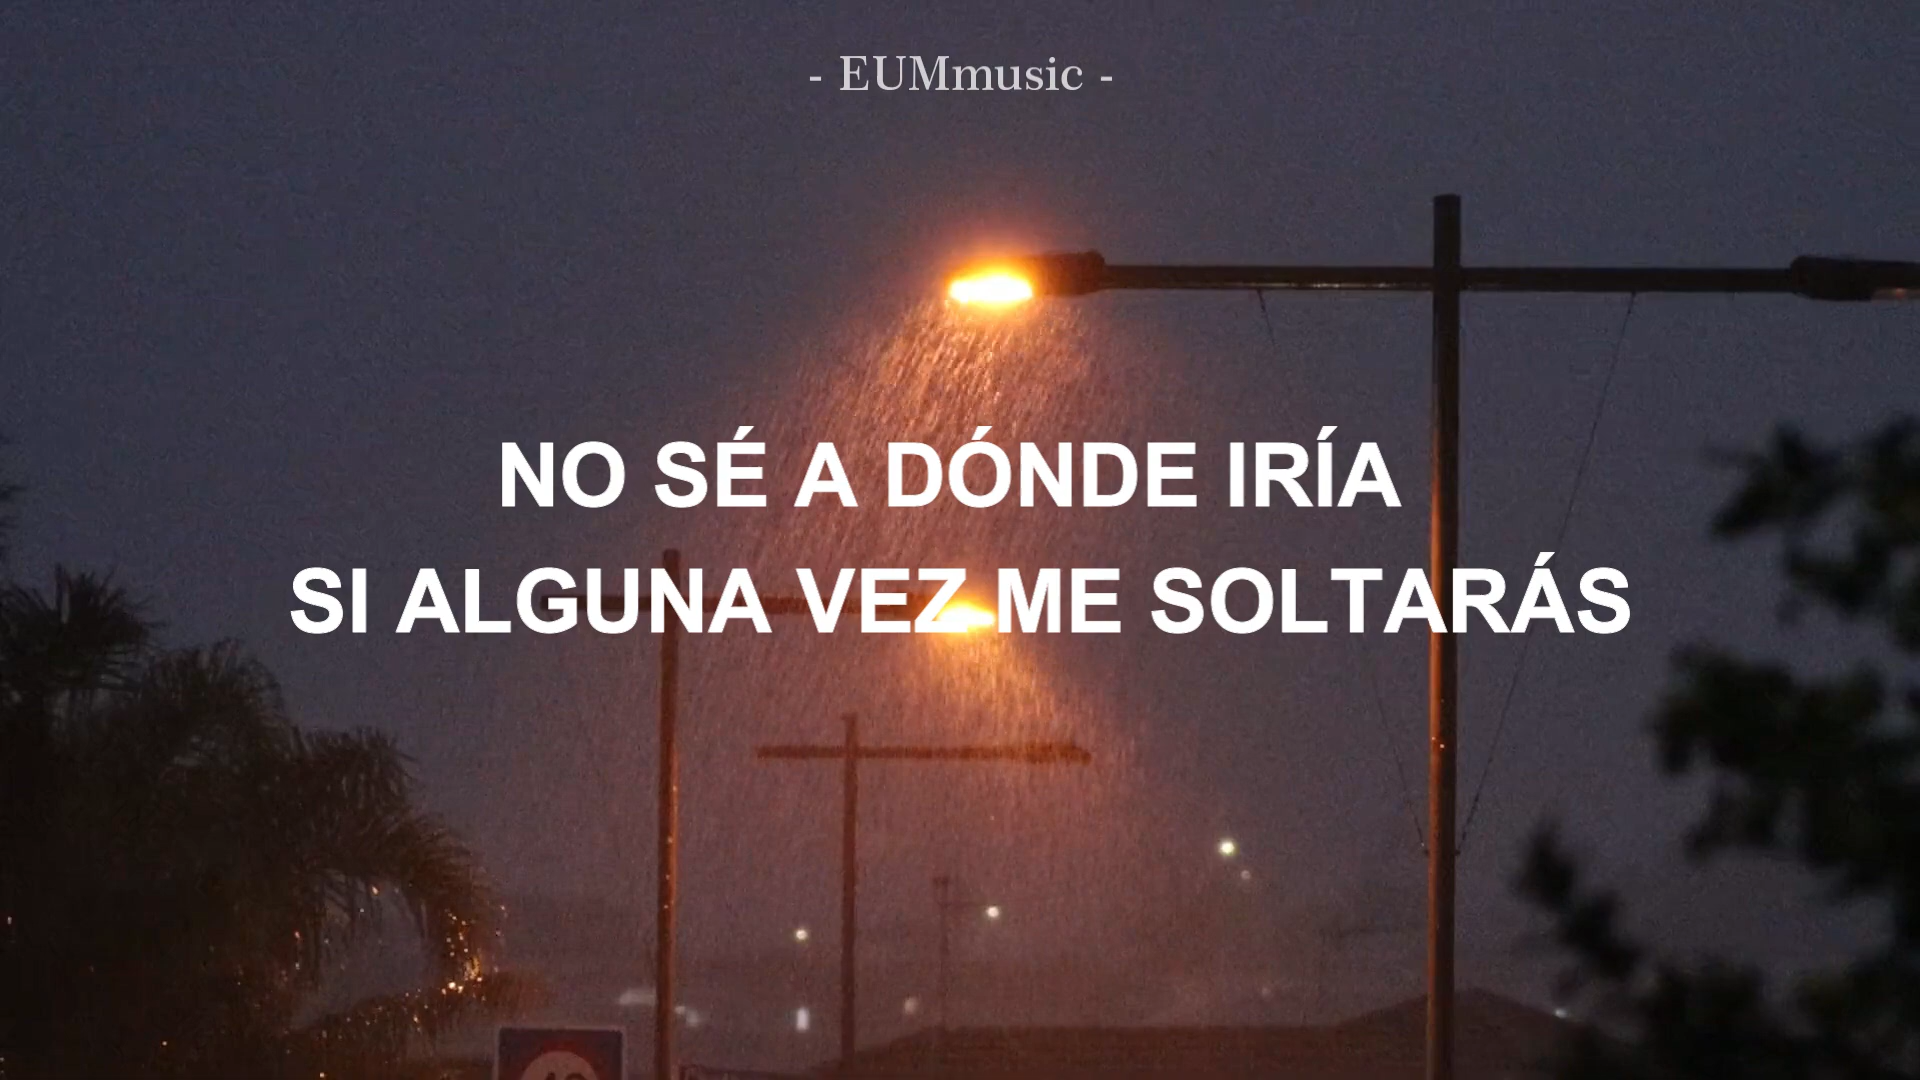 - EUMmusic -
NO SÉ A DÓNDE IRÍA
SI ALGUNA VEZ ME SOLTARÁS